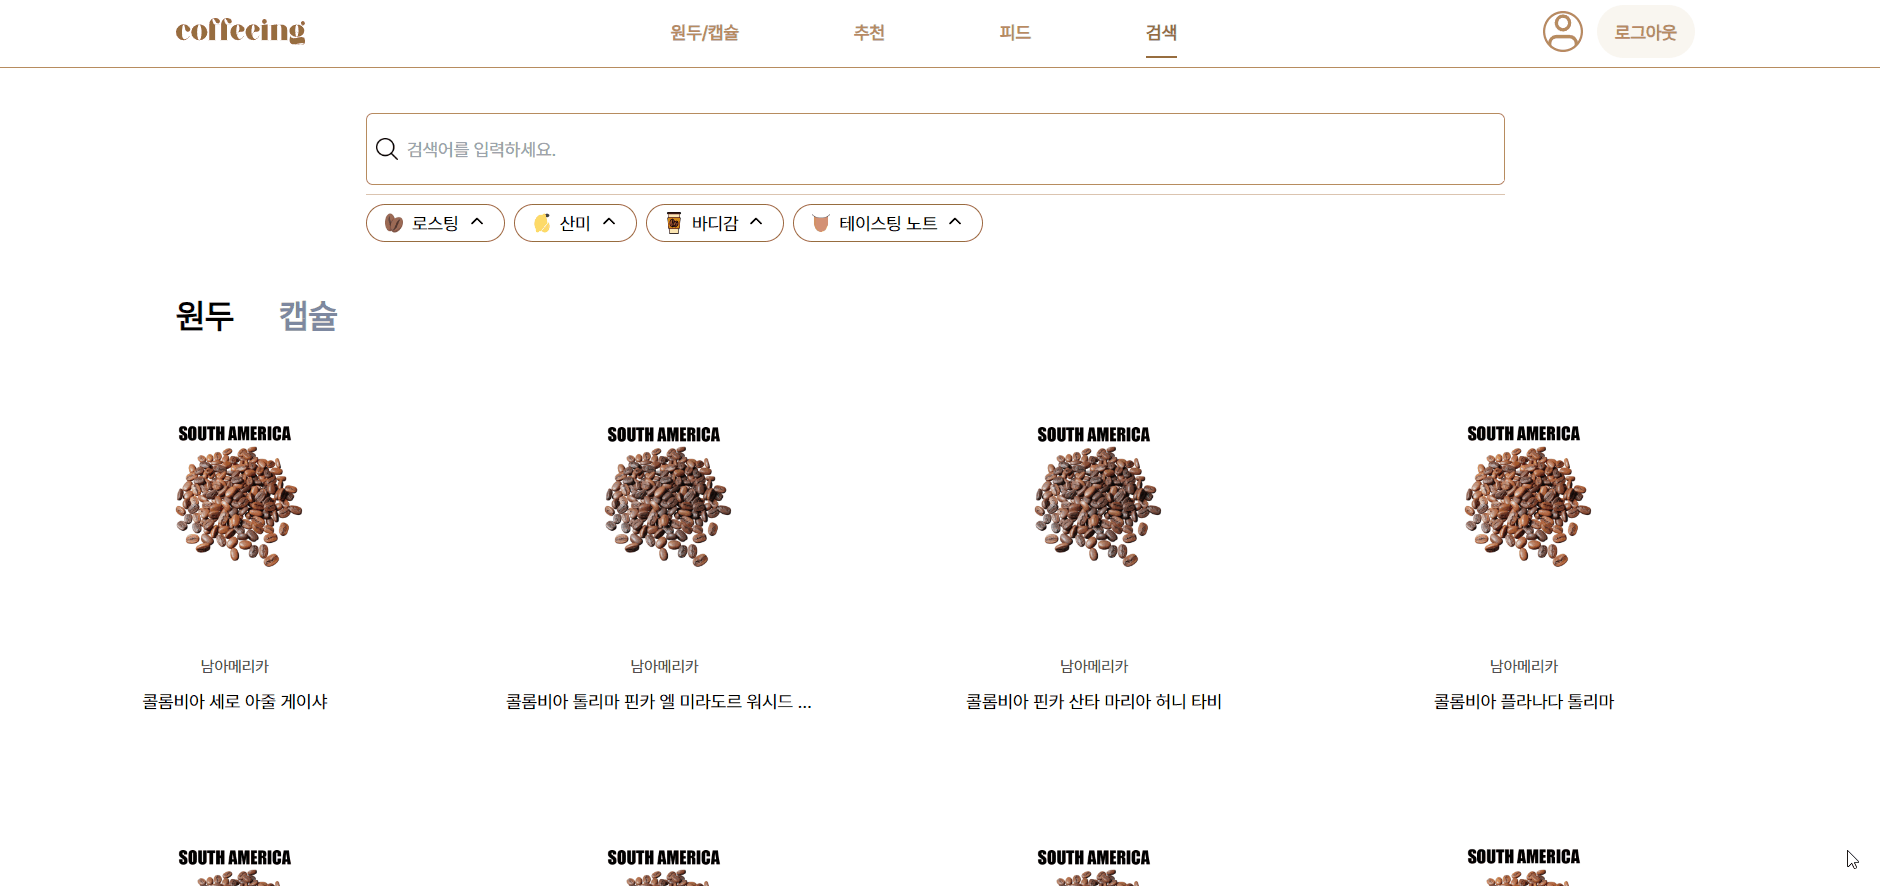 coffeeing 원두/캡슐 추천 피드 검색 로그아웃
검색어를 입력하세요.
로스팅 산미 바디감 테이스팅 노트
원두 캡슐
SOUTH AMERICA SOUTH AMERICA SOUTH AMERICA SOUTH AMERICA
남아메리카 남아메리카 남아메리카 남아메리카
콜롬비아 세로 아줄 게이샤 콜롬비아 톨리마 핀카 엘 미라도르 워시드 ... 콜롬비아 핀카 산타 마리아 허니 타비 콜롬비아 플라나다 톨리마
SOUTH AMERICA SOUTH AMERICA SOUTH AMERICA SOUTH AMERICA